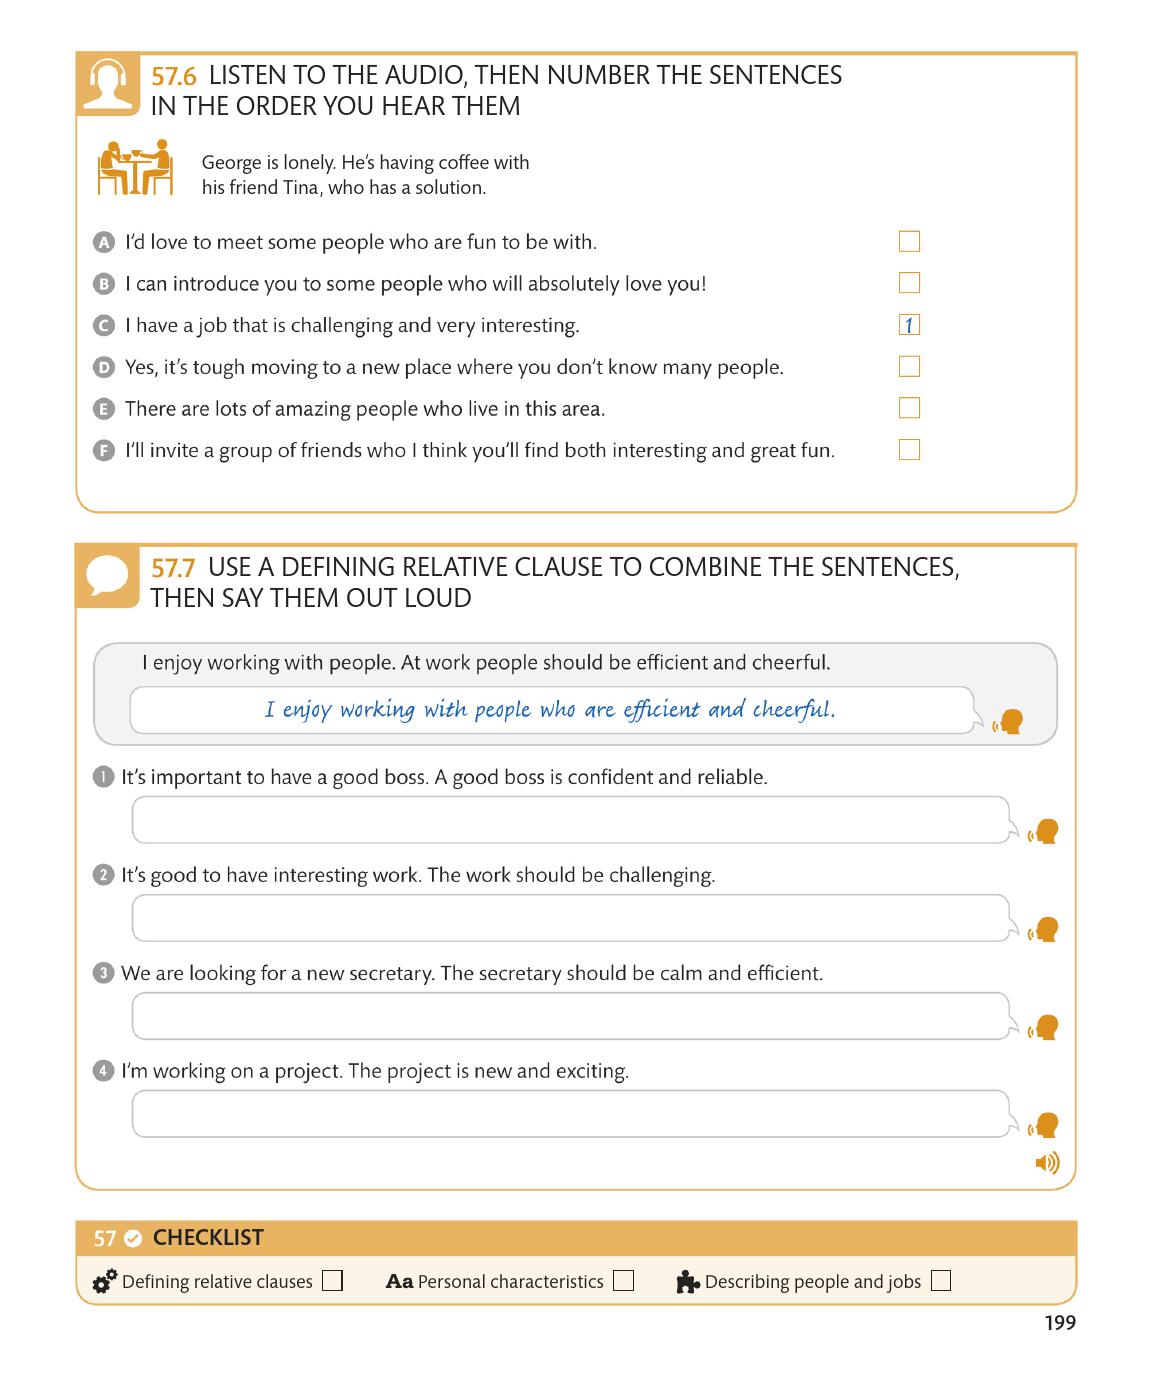 57.6 LISTEN TO THE AUDIO, THEN NUMBER THE SENTENCES
IN THE ORDER YOU HEAR THEM
George is lonely. He's having coffee with
his friend Tina, who has a solution.
A I'd love to meet some people who are fun to be with.
B I can introduce you to some people who will absolutely love you!
C I have a job that is challenging and very interesting. 1
D Yes, it's tough moving to a new place where you don't know many people.
E There are lots of amazing people who live in this area.
F I'll invite a group of friends who I think you'll find both interesting and great fun.
57.7 USE A DEFINING RELATIVE CLAUSE TO COMBINE THE SENTENCES,
THEN SAY THEM OUT LOUD
I enjoy working with people. At work people should be efficient and cheerful.
I enjoy working with people who are efficient and cheerful.
1 It's important to have a good boss. A good boss is confident and reliable.
2 It's good to have interesting work. The work should be challenging.
3 We are looking for a new secretary. The secretary should be calm and efficient.
4 I'm working on a project. The project is new and exciting.
57 CHECKLIST
Defining relative clauses Aa Personal characteristics Describing people and jobs
199